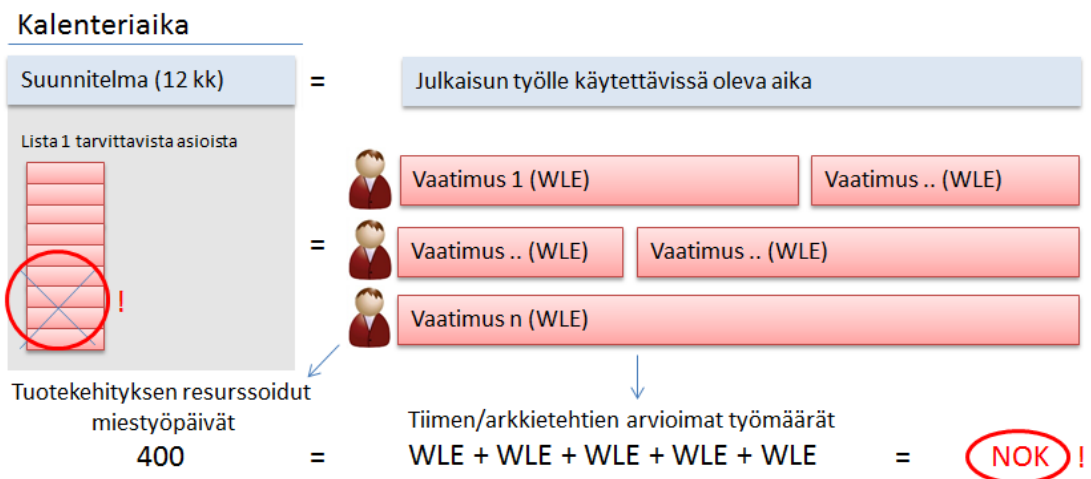 Kalenteriaika
Suunnitelma (12 kk) = Julkaisun työlle käytettävissä oleva aika
Lista 1 tarvittavista asioista
Vaatimus 1 (WLE) Vaatimus .. (WLE)
= Vaatimus .. (WLE) Vaatimus .. (WLE)
!
Vaatimus n (WLE)
Tuotekehityksen resurssoidut
miestyöpäivät
Tiimen/arkkietehtien arvioimat työmäärät
400 = WLE + WLE + WLE + WLE + WLE = NOK !